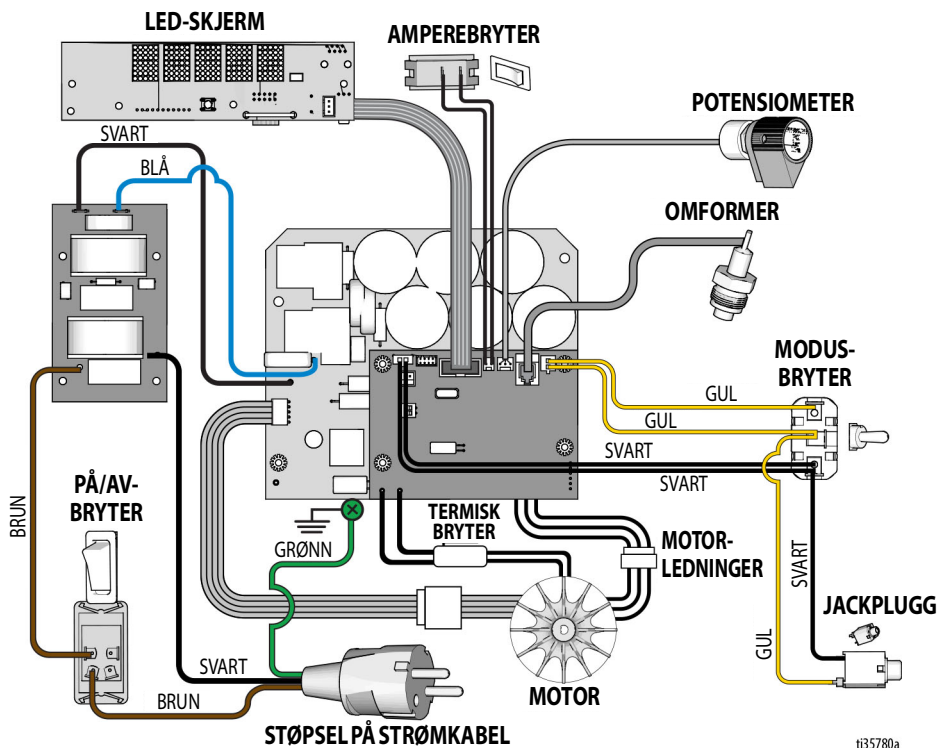 LED-SKJERM
AMPEREBRYTER
POTENSIOMETER
SVART
BLÅ
OMFORMER
MODUS-
BRYTER
GUL
GUL
SVART
SVART
PÅ/AV-
BRYTER
BRUN
TERMISK
BRYTER
GRØNN
MOTOR-
LEDNINGER
SVART
JACKPLUGG
GUL
SVART
BRUN
MOTOR
STØPSEL PÅ STRØMKABEL
ti35780a